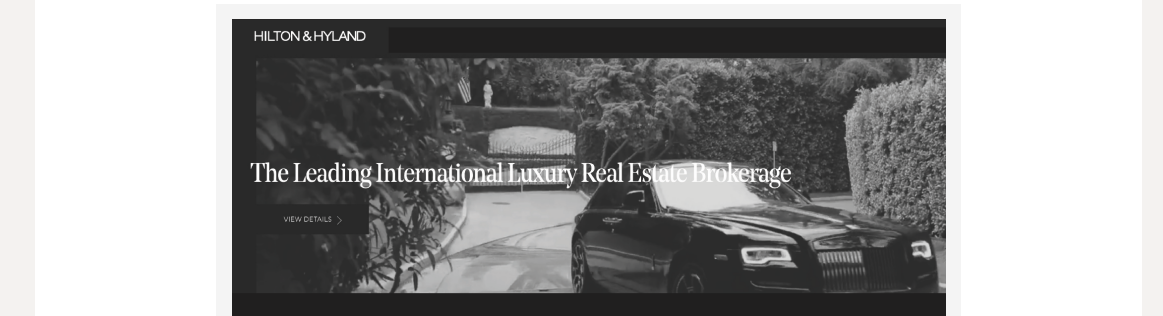 HILTON & HYLAND
The Leading International Luxury Real Estate Brokerage
VIEW DETAILS